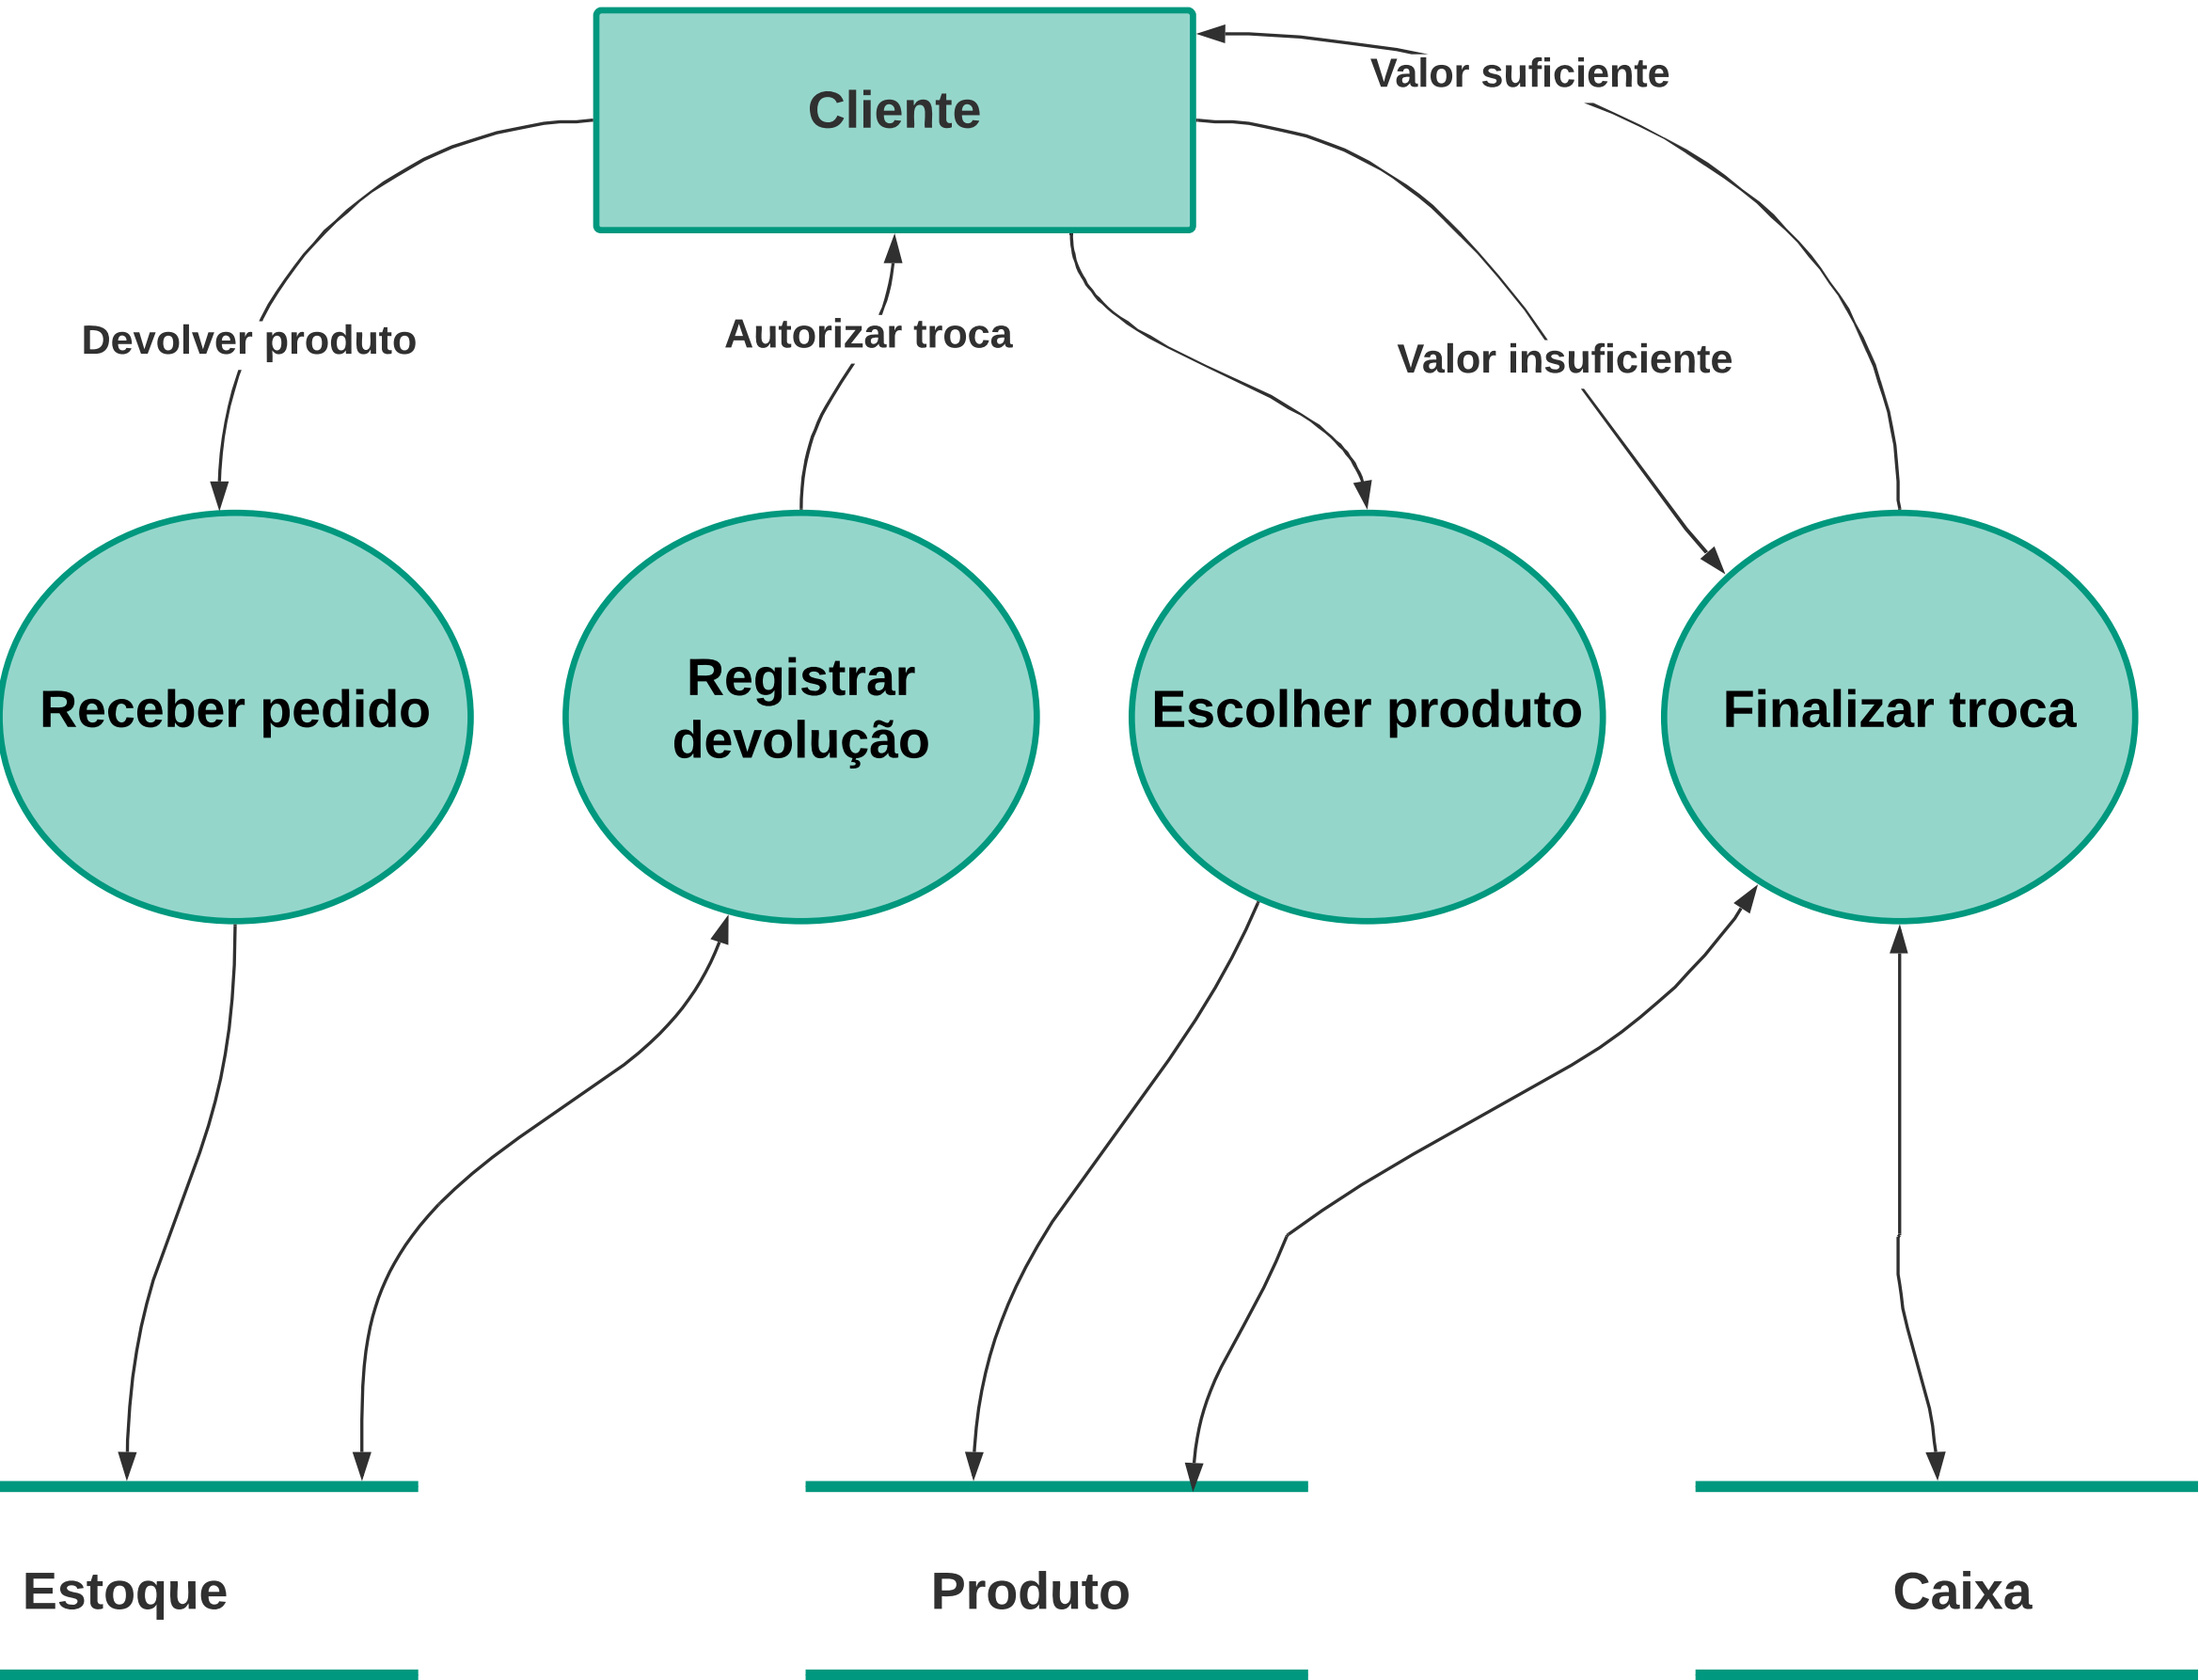 Cliente
Valor suficiente
Devolver produto
Autorizar troca
Valor insuficiente
Receber pedido
Registrar
devolução
Escolher produto
Finalizar troca
Estoque
Produto
Caixa